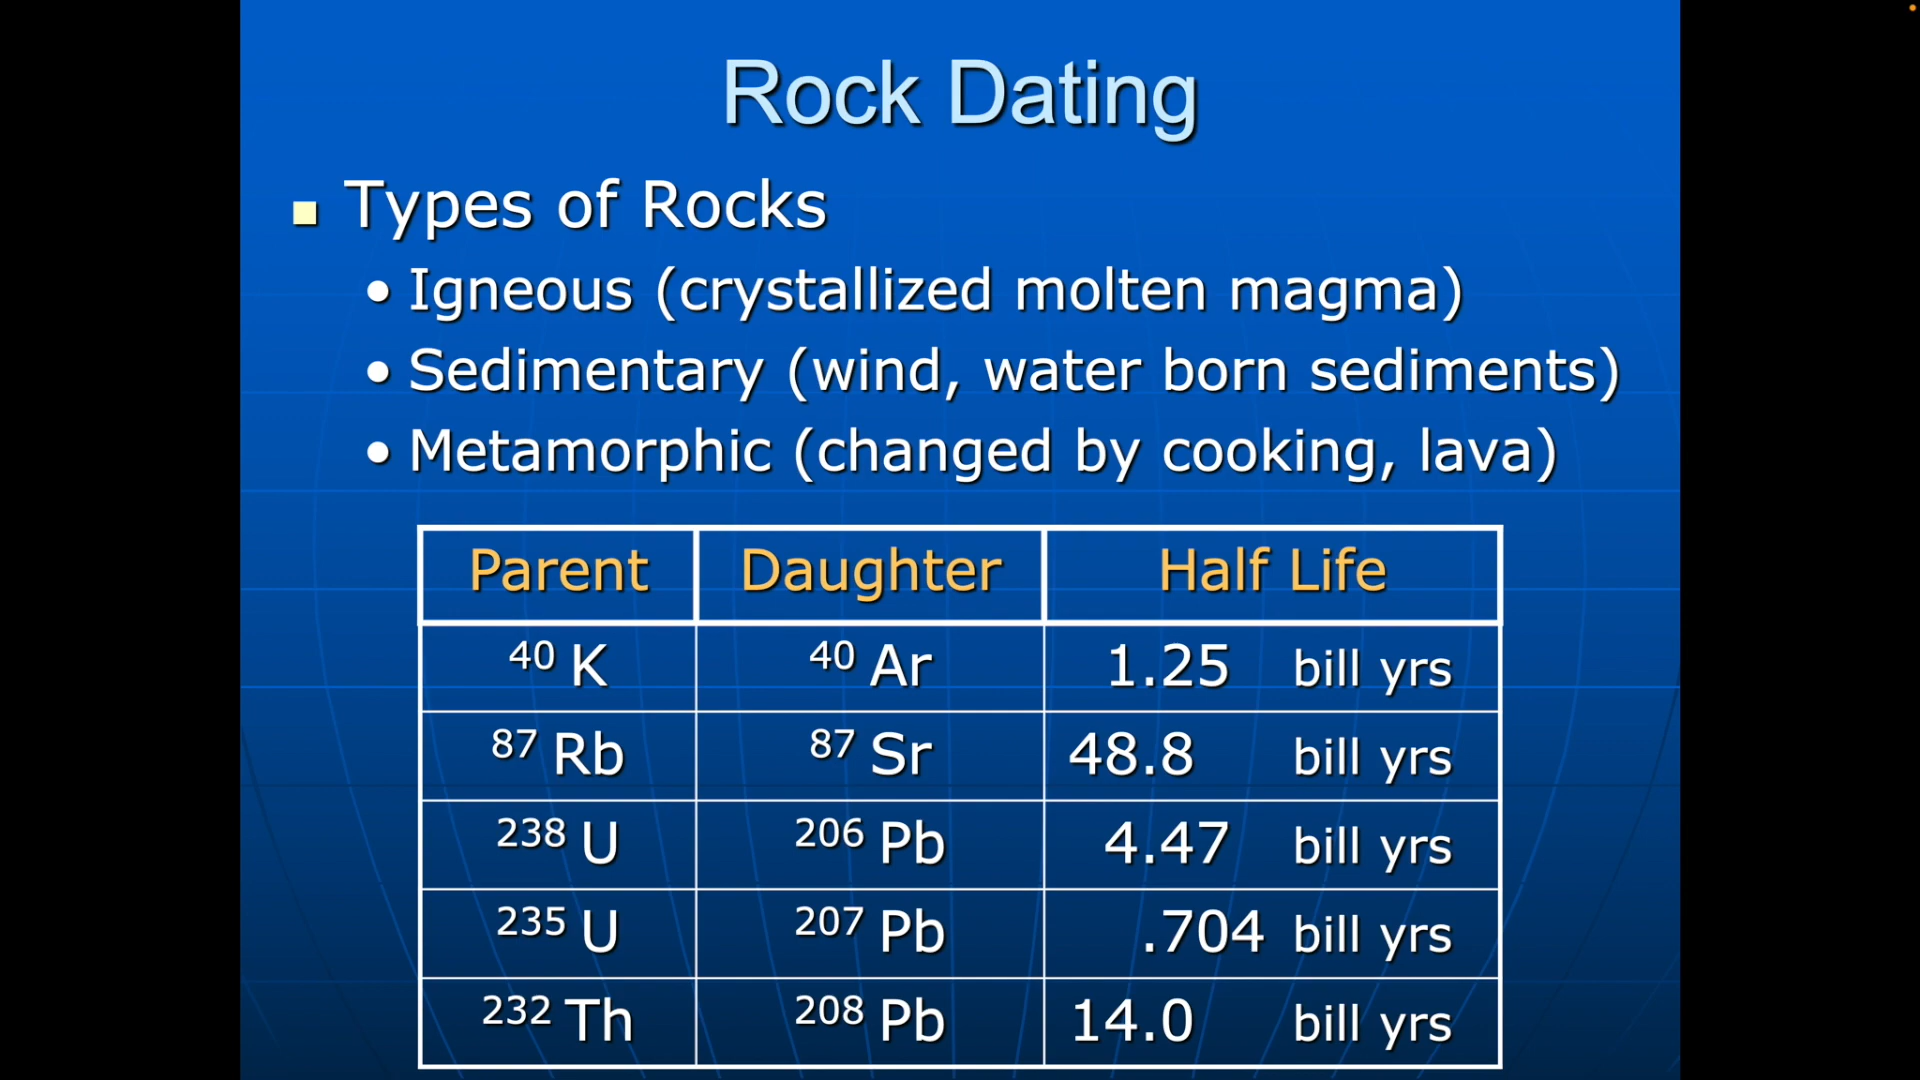 Rock Dating
Types of Rocks
Igneous (crystallized molten magma)
Sedimentary (wind, water born sediments)
Metamorphic (changed by cooking, lava)
Parent Daughter Half Life
40 K 40 Ar 1.25 bill yrs
87 Rb 87 Sr 48.8 bill yrs
238 U 206 Pb 4.47 bill yrs
235 U 207 Pb .704 bill yrs
232 Th 208 Pb 14.0 bill yrs